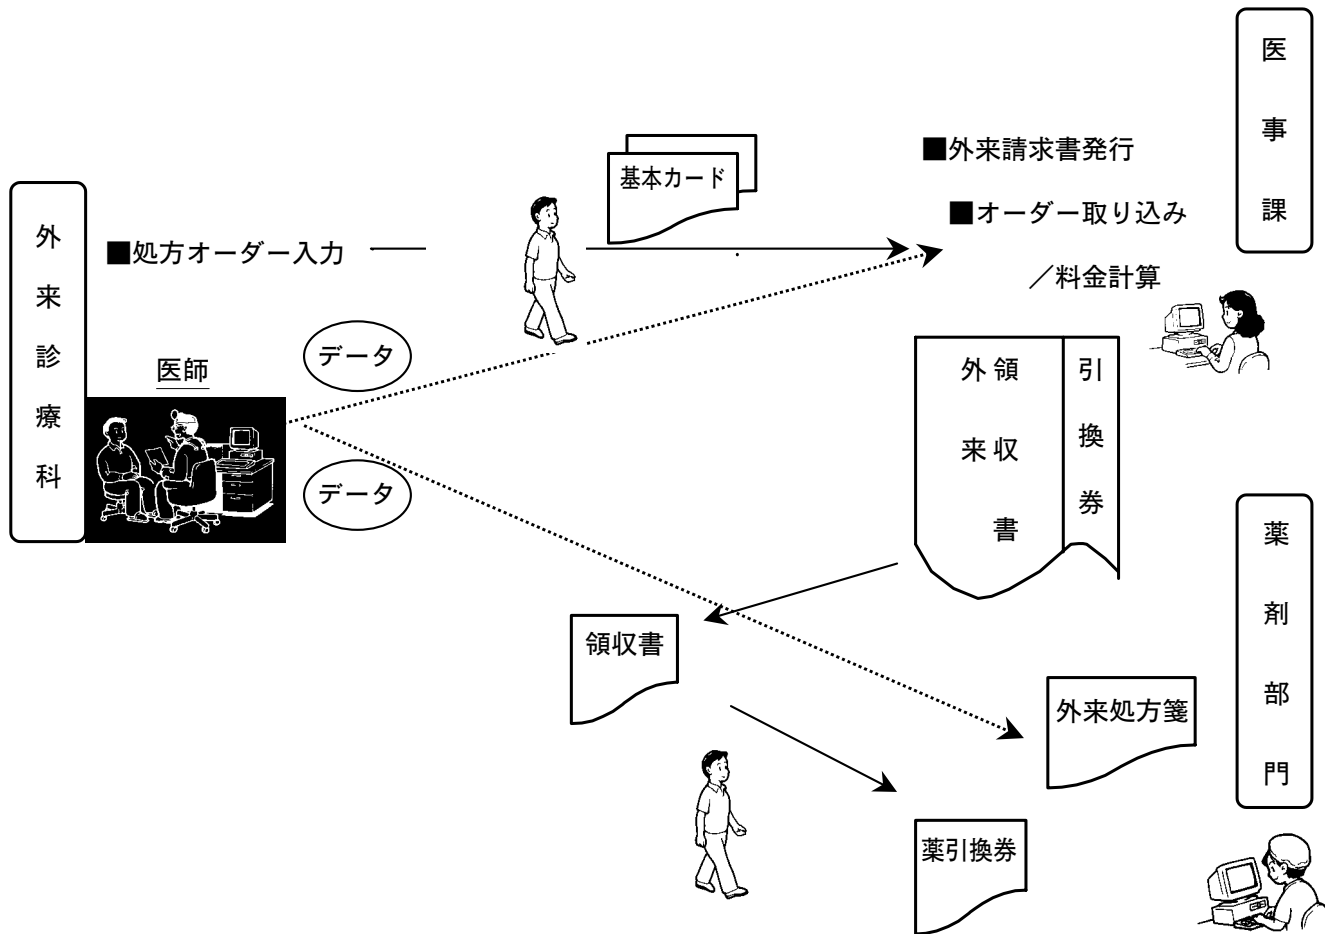 外来診療科
■処方オーダー入力
医師
データ
データ
基本カード
■外来請求書発行
■オーダー取り込み
／料金計算
医事課
外来
領収書
引換券
領収書
外来処方箋
薬引換券
薬剤部門